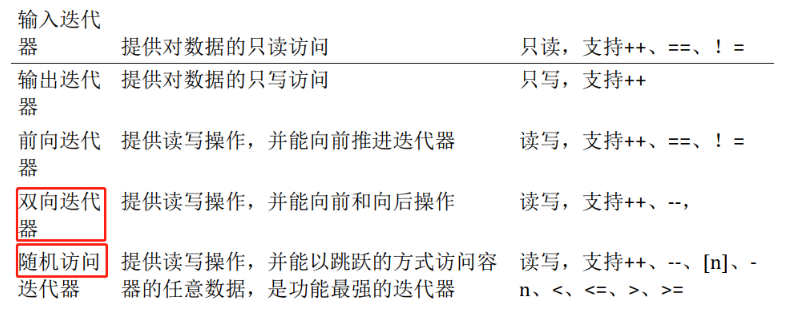 输入迭代
器 提供对数据的只读访问 只读，支持++、==、！=
输出迭代 提供对数据的只写访问 只写，支持++
器
前向迭代 提供读写操作，并能向前推进迭代器 读写，支持++、==、！=
器
双向迭代 提供读写操作，并能向前和向后操作 读写，支持++、--，
器
随机访问 提供读写操作，并能以跳跃的方式访问容 读写，支持++、--、[n]、-
迭代器 器的任意数据，是功能最强的迭代器 n、<、<=、>、>=